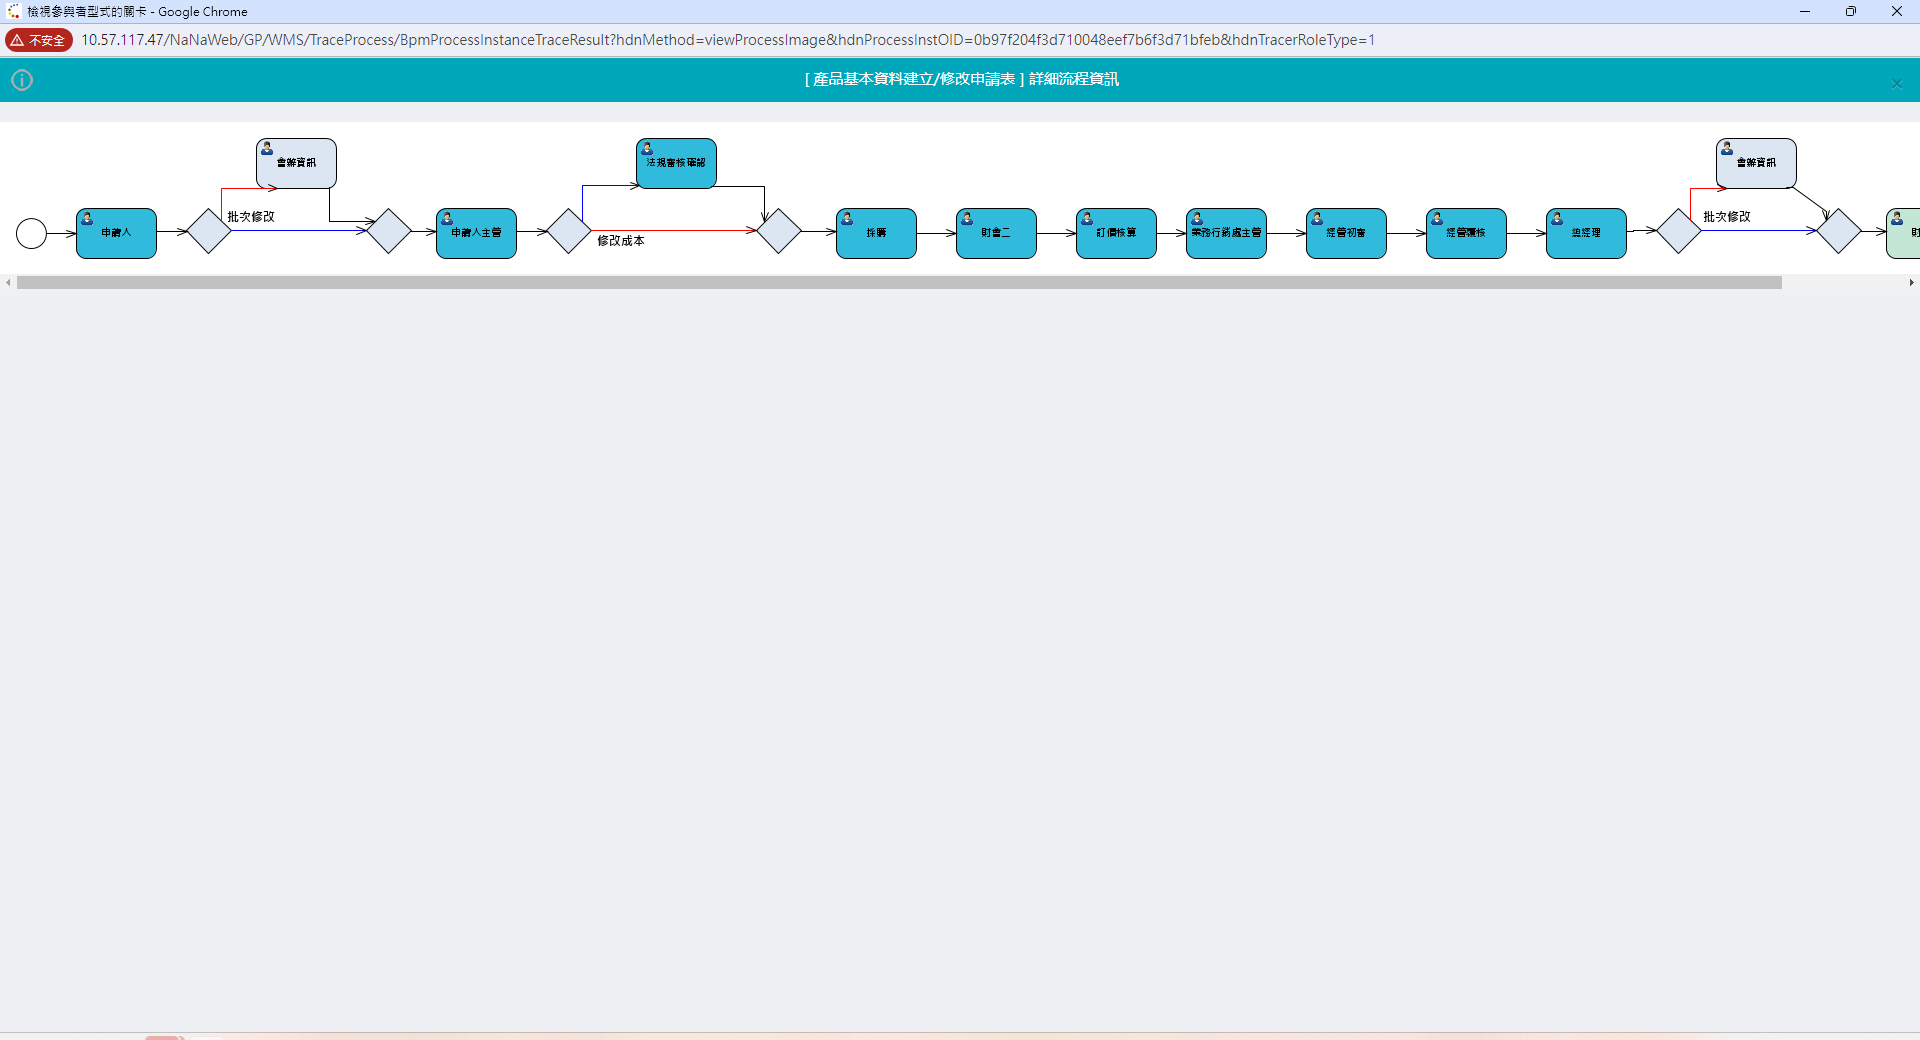 檢視參與者型式的關卡 - Google Chrome
不安全 10.57.117.47/NaNaWeb/GP/WMS/TraceProcess/BpmProcessInstanceTraceResult?hdnMethod=viewProcessImage&hdnProcessInstOID=0b97f204f3d710048eef7b6f3d71bfeb&hdnTracerRoleType=1
[ 產品基本資料建立/修改申請表 ] 詳細流程資訊
會辦資訊
法規審核確認
會辦資訊
批次修改
批次修改
申請人
申請人主管
修改成本
採購
財會二
訂價核算
業務行銷處主管
經營初審
經營覆核
總經理
財